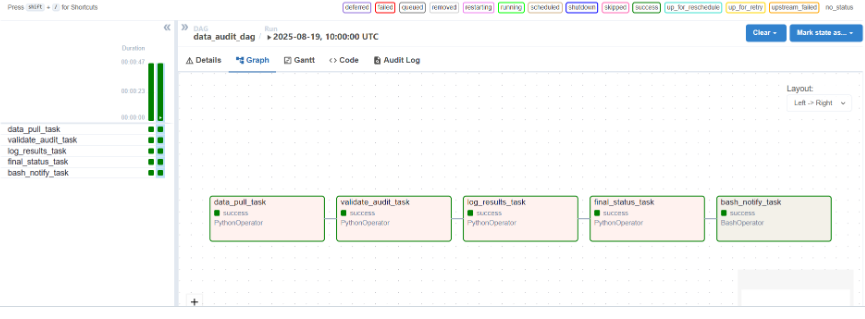 Press shift + / for Shortcuts
deferred failed queued removed restarting running scheduled shutdown skipped success up_for_reschedule up_for_retry upstream_failed no_status
DAG
data_audit_dag / Run
2025-08-19, 10:00:00 UTC
Clear
Mark state as...
Duration
00:00:47
00:00:23
00:00:00
data_pull_task
validate_audit_task
log_results_task
final_status_task
bash_notify_task
Details
Graph
Gantt
Code
Audit Log
Layout:
Left -> Right
data_pull_task
success
PythonOperator
validate_audit_task
success
PythonOperator
log_results_task
success
PythonOperator
final_status_task
success
PythonOperator
bash_notify_task
success
BashOperator